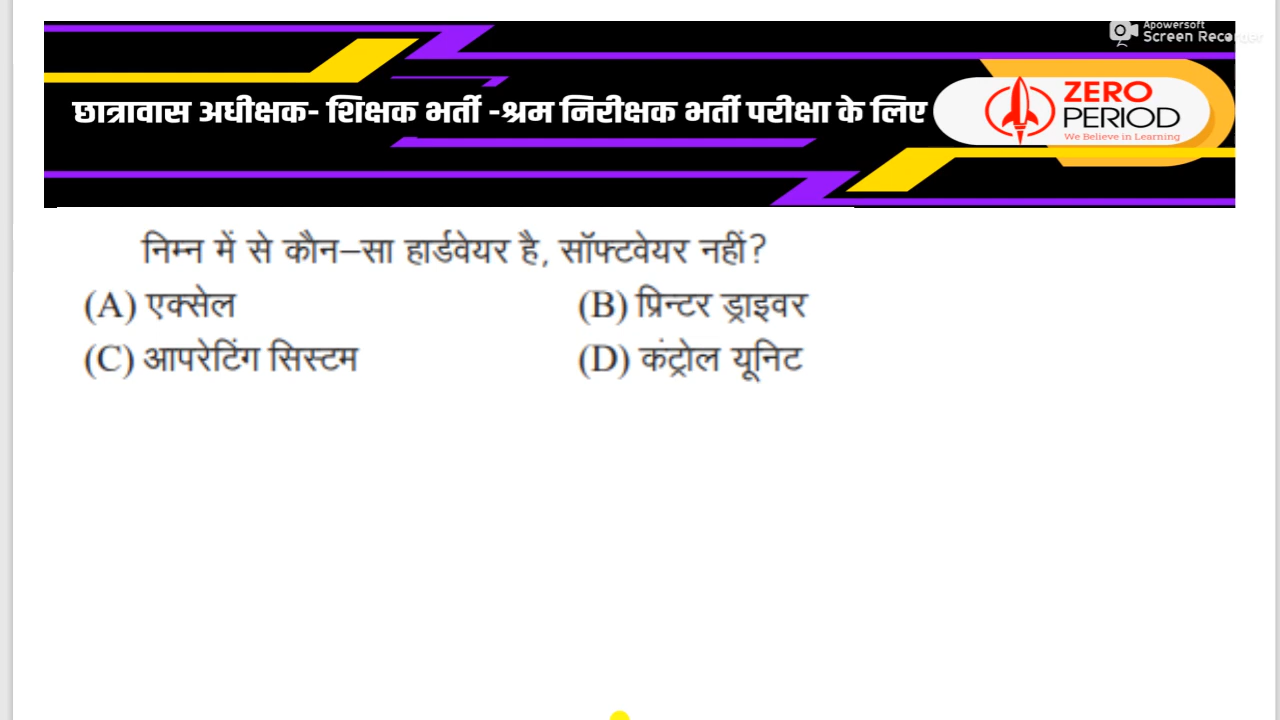 Apowersoft
Screen Recorder
छात्रावास अधीक्षक- शिक्षक भर्ती -श्रम निरीक्षक भर्ती परीक्षा के लिए
ZERO
PERIOD
We Believe in Learning
निम्न में से कौन–सा हार्डवेयर है, सॉफ्टवेयर नहीं?
(A) एक्सेल
(B) प्रिन्टर ड्राइवर
(C) आपरेटिंग सिस्टम
(D) कंट्रोल यूनिट